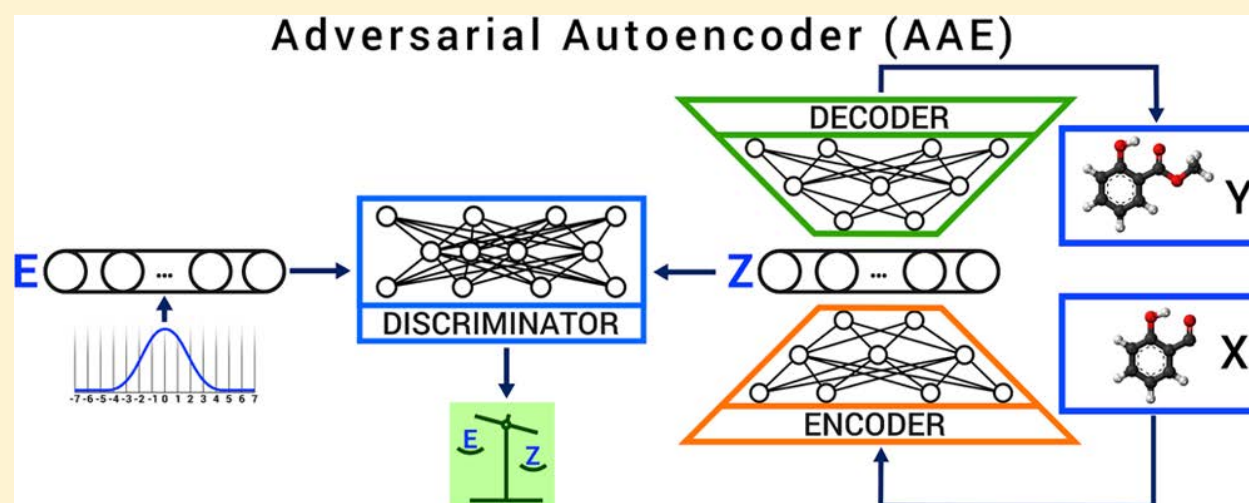 Adversarial Autoencoder (AAE)
DECODER
Y
E
...
DISCRIMINATOR
Z
...
-7 -6 -5 -4 -3 -2 -1 0 1 2 3 4 5 6 7
X
ENCODER
E
Z